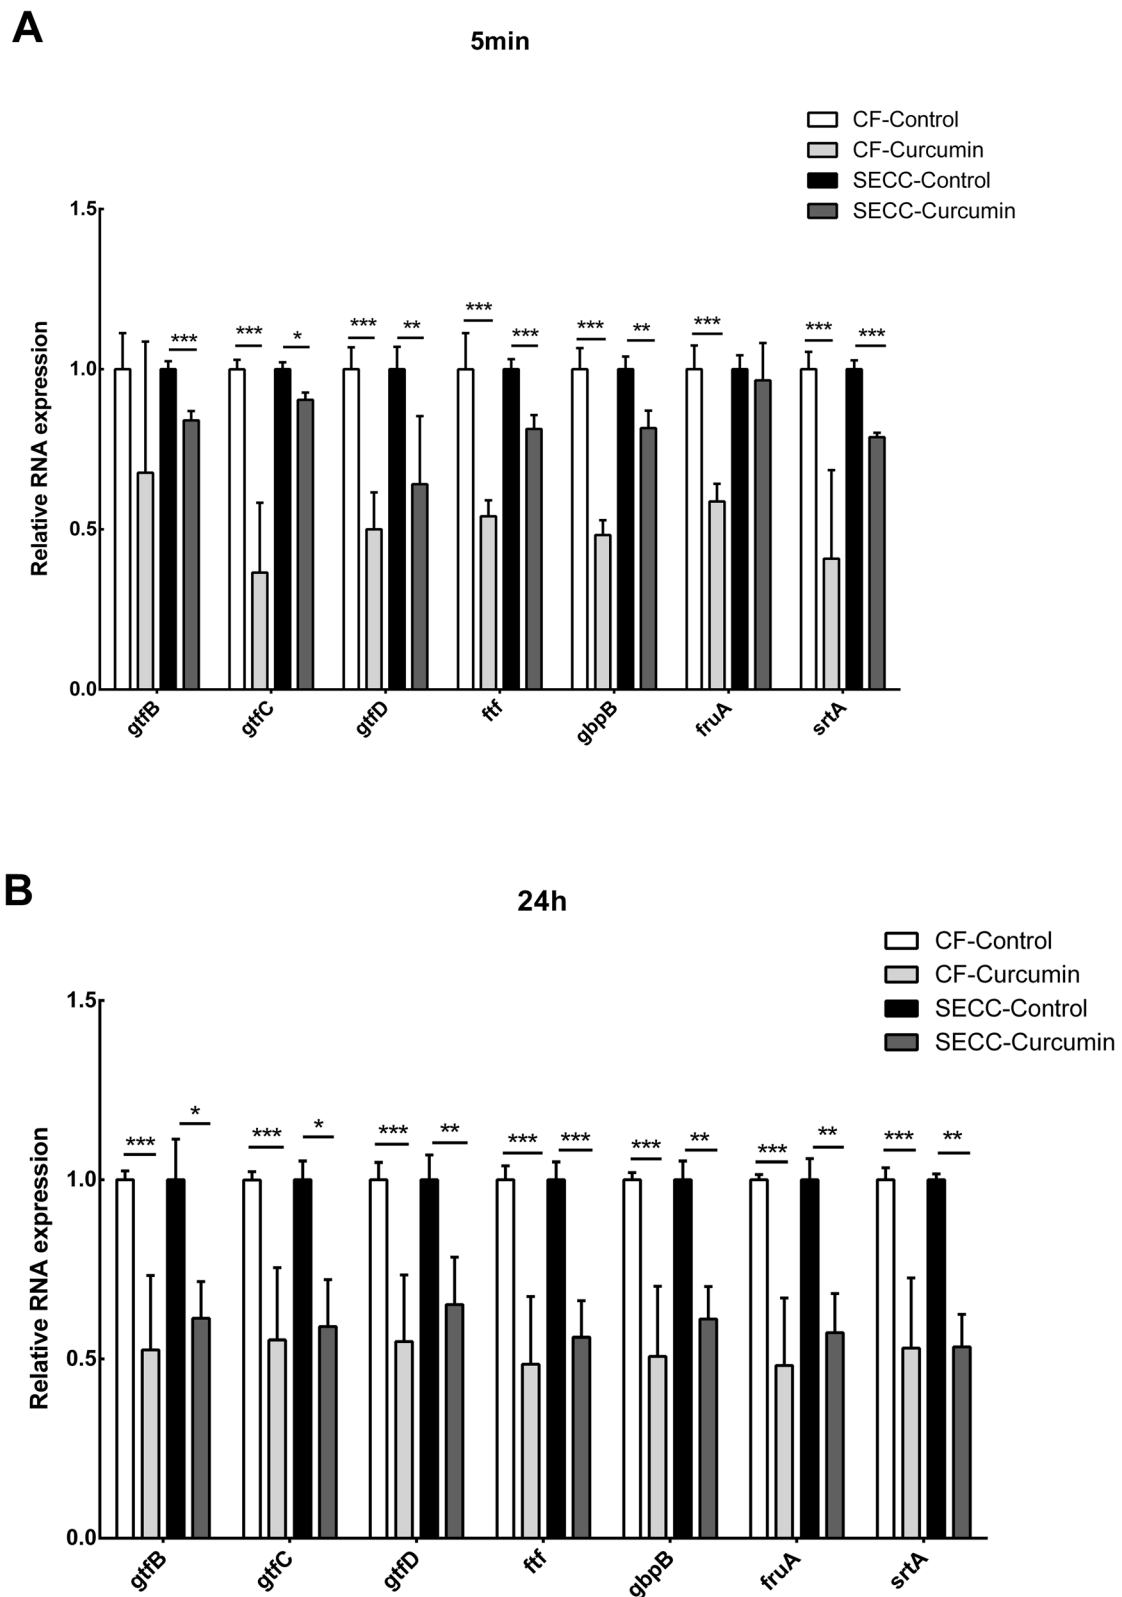 A
5min
CF-Control
CF-Curcumin
SECC-Control
SECC-Curcumin
Relative RNA expression
1.5
1.0
0.5
0.0
*** *** * *** ** *** *** *** ** *** *** ***
gtfB gtfC gtfD ftf gbpB fruA srtA
B
24h
CF-Control
CF-Curcumin
SECC-Control
SECC-Curcumin
Relative RNA expression
1.5
1.0
0.5
0.0
*** * *** * *** ** *** *** *** ** *** ** *** **
gtfB gtfC gtfD ftf gbpB fruA srtA